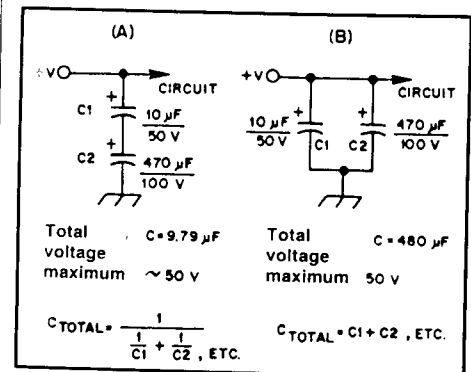 (A)
+V
CIRCUIT
C1
+
10 µF
50 V
C2
+
470 µF
100 V
Total voltage maximum
C=9.79 µF
~ 50 V
C TOTAL = 1 / 1/C1 + 1/C2 , ETC.
(B)
+V
CIRCUIT
10 µF
50 V
+
C1
+
C2
470 µF
100 V
Total voltage maximum
C=480 µF
50 V
C TOTAL = C1 + C2 , ETC.